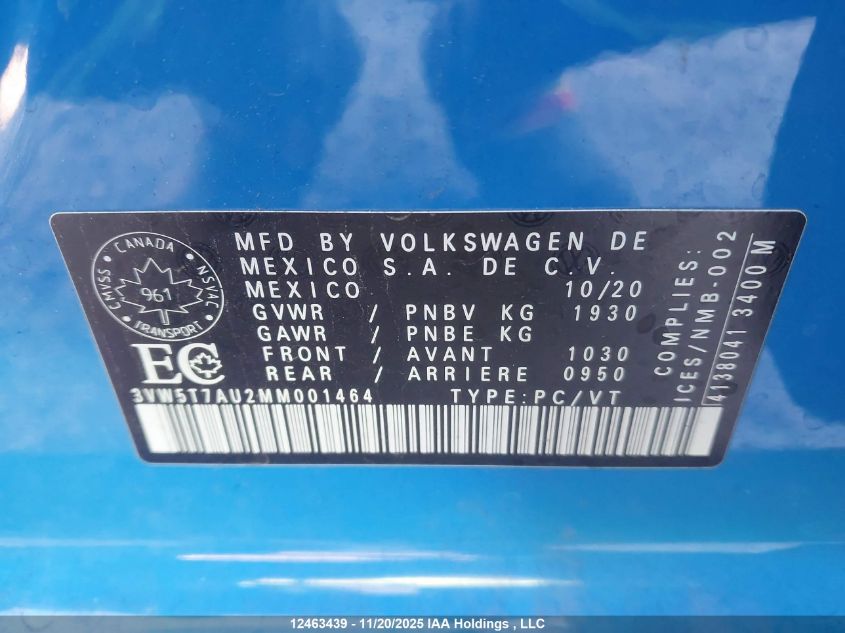 CANADA
CMVSS
NSVAC
961
TRANSPORT
EC
MFD BY VOLKSWAGEN DE
MEXICO S.A. DE C.V.
MEXICO 10/20
GVWR / PNBV KG 1930
GAWR / PNBE KG
FRONT / AVANT 1030
REAR / ARRIERE 0950
3VW5T7AU2MM001464 TYPE:PC/VT
COMPLIES:
ICES/NMB-002
4138041 3400 M
12463439 - 11/20/2025 IAA Holdings , LLC